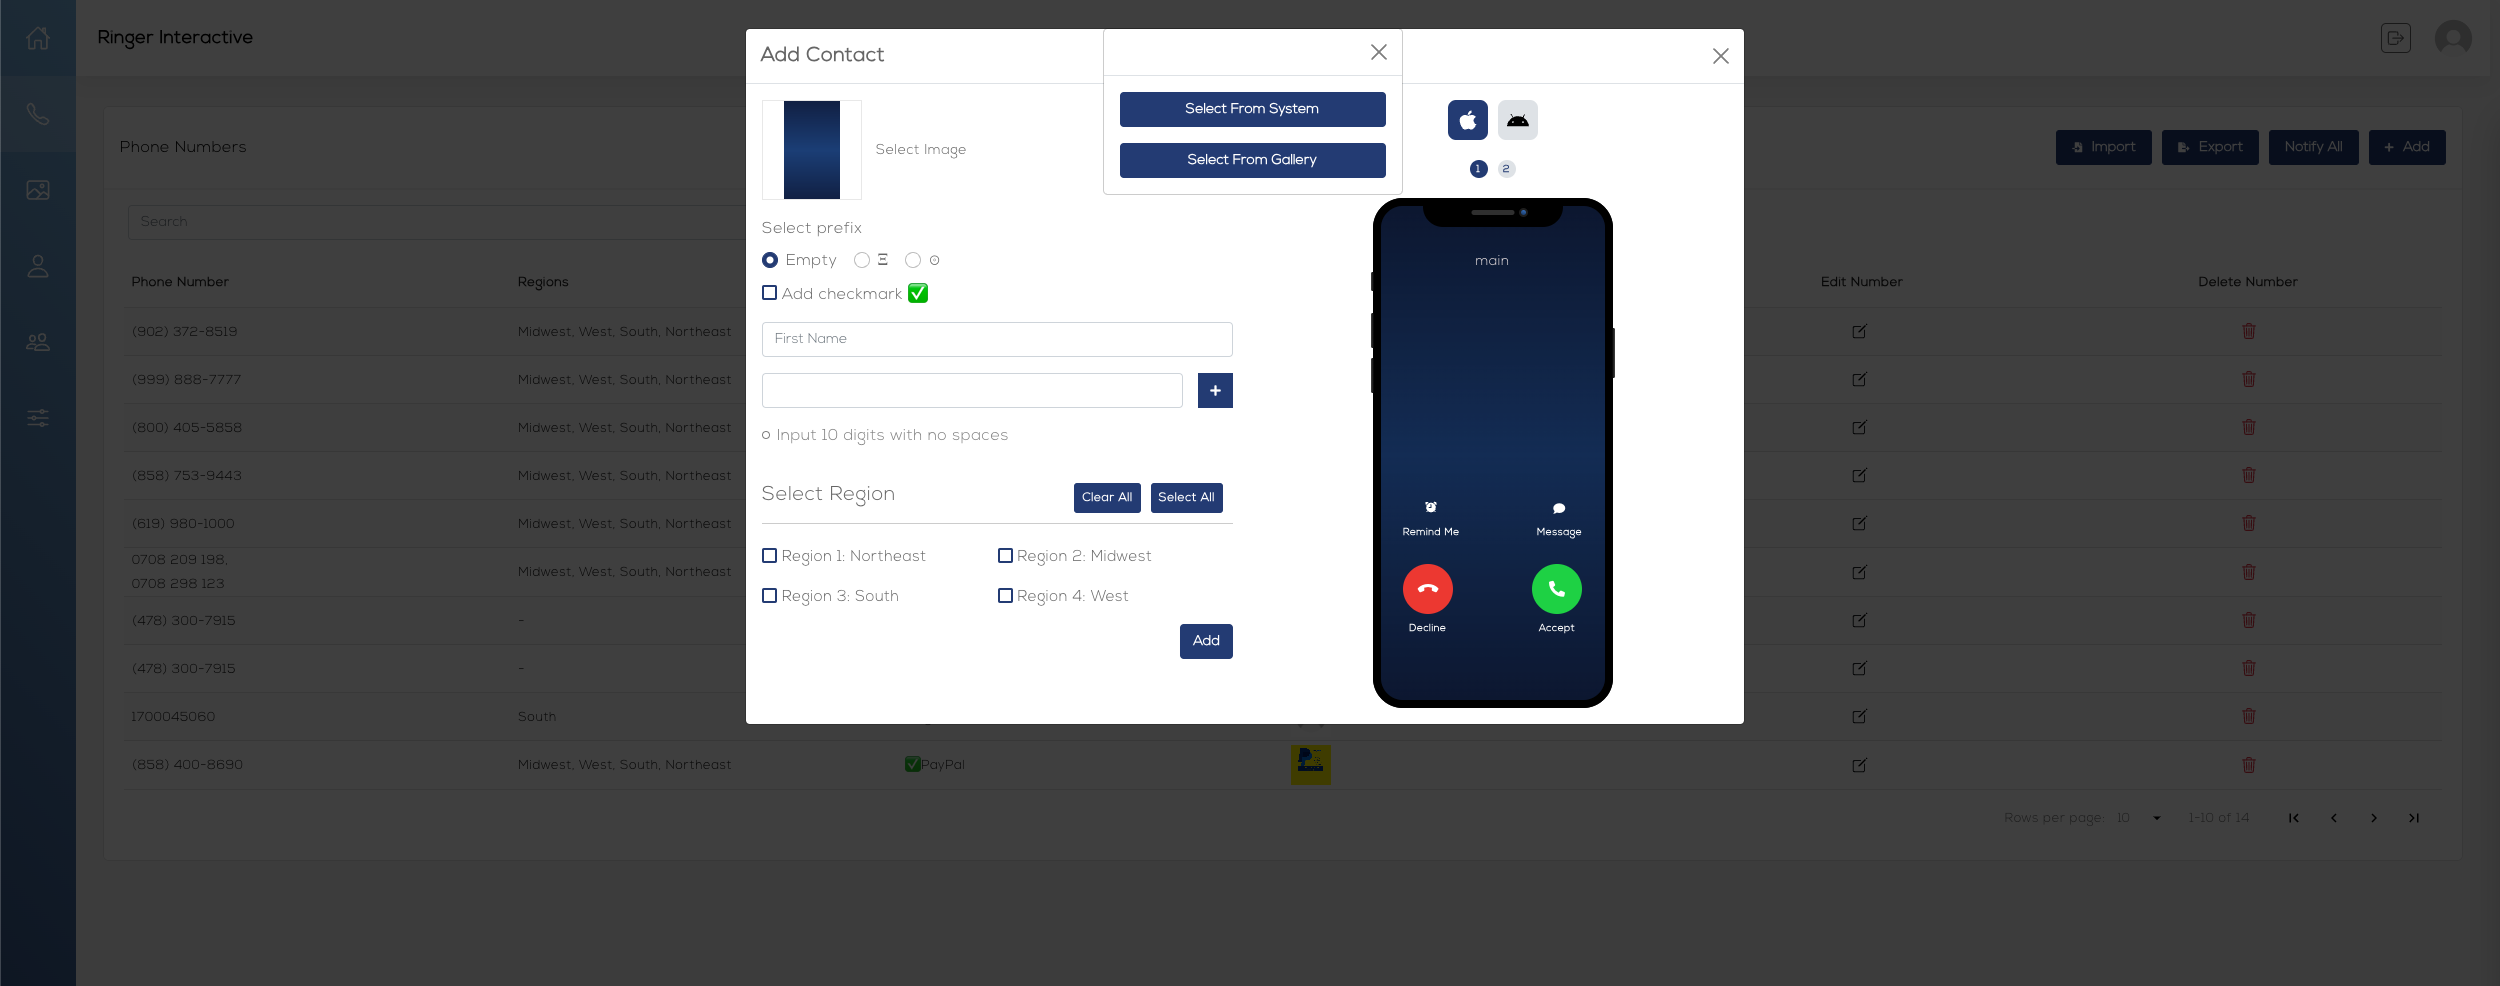 Ringer Interactive
Add Contact
Select From System
Select From Gallery
Select Image
1 2
Phone Numbers
Import
Export
Notify All
+ Add
Search
Select prefix
Empty Ξ ⊙
Add checkmark ✅
First Name
+
Input 10 digits with no spaces
Select Region
Clear All
Select All
Region 1: Northeast
Region 2: Midwest
Region 3: South
Region 4: West
Add
main
Remind Me
Message
Decline
Accept
Phone Number Regions Edit Number Delete Number
(902) 372-8519 Midwest, West, South, Northeast
(999) 888-7777 Midwest, West, South, Northeast
(800) 405-5858 Midwest, West, South, Northeast
(858) 753-9443 Midwest, West, South, Northeast
(619) 980-1000 Midwest, West, South, Northeast
0708 209 198,
0708 298 123 Midwest, West, South, Northeast
(478) 300-7915 -
(478) 300-7915 -
1700045060 South
(858) 400-8690 Midwest, West, South, Northeast ✅PayPal
Rows per page: 10 1-10 of 14